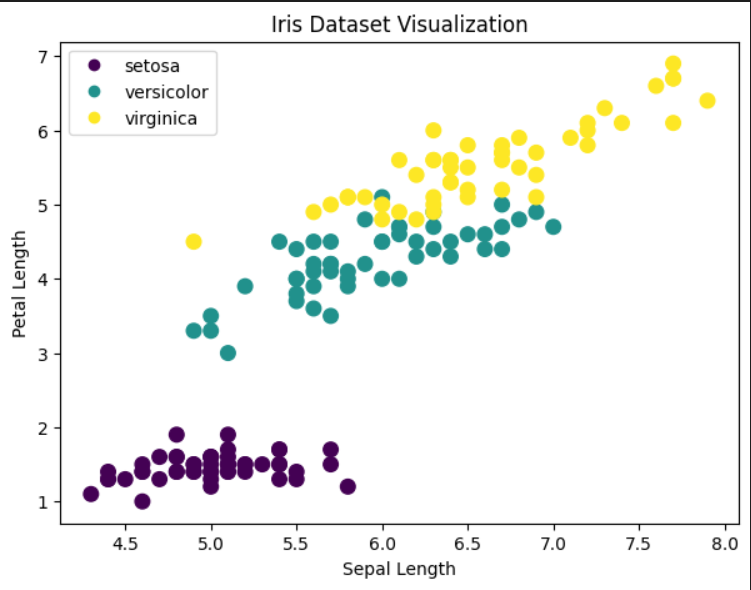 Iris Dataset Visualization
setosa
versicolor
virginica
7
6
5
4
3
2
1
Petal Length
4.5 5.0 5.5 6.0 6.5 7.0 7.5 8.0
Sepal Length